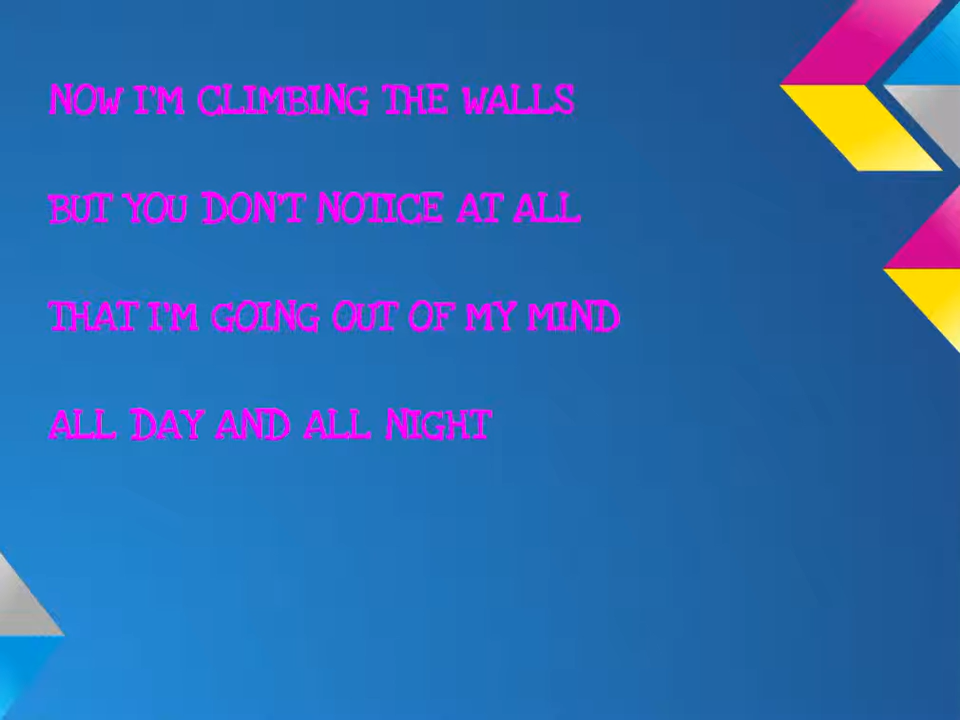 NOW I'M CLIMBING THE WALLS
BUT YOU DON'T NOTICE AT ALL
THAT I'M GOING OUT OF MY MIND
ALL DAY AND ALL NIGHT